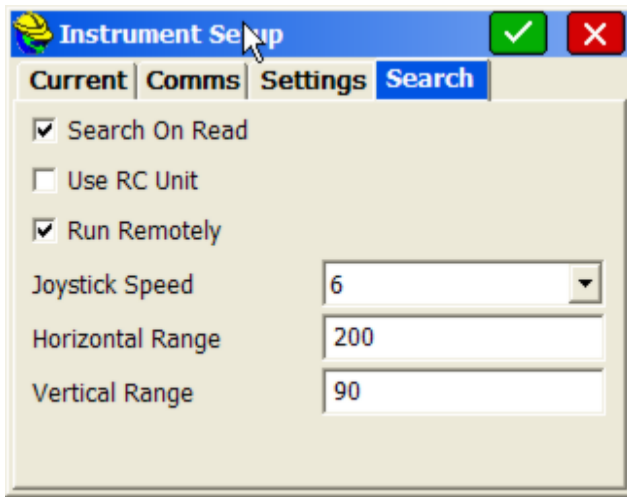 Instrument Setup
Current Comms Settings Search
Search On Read
Use RC Unit
Run Remotely
Joystick Speed 6
Horizontal Range 200
Vertical Range 90